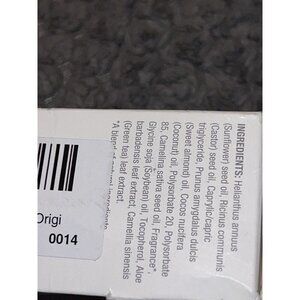 INGREDIENTS: Helianthus annuus
(Sunflower) seed oil, Ricinus communis
(Castor) seed oil, Caprylic/capric
triglyceride, Prunus amygdalus dulcis
(Sweet almond) oil, Cocos nucifera
(Coconut) oil, Polysorbate 20, Polysorbate
85, Camelina sativa seed oil, Fragrance*,
Glycine soja (Soybean) oil, Tocopherol, Aloe
barbadensis leaf extract, Camellia sinensis
(Green tea) leaf extract.
*A blend of
Origi
0014